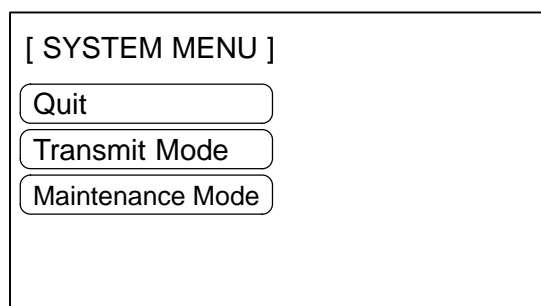 [ SYSTEM MENU ]
Quit
Transmit Mode
Maintenance Mode